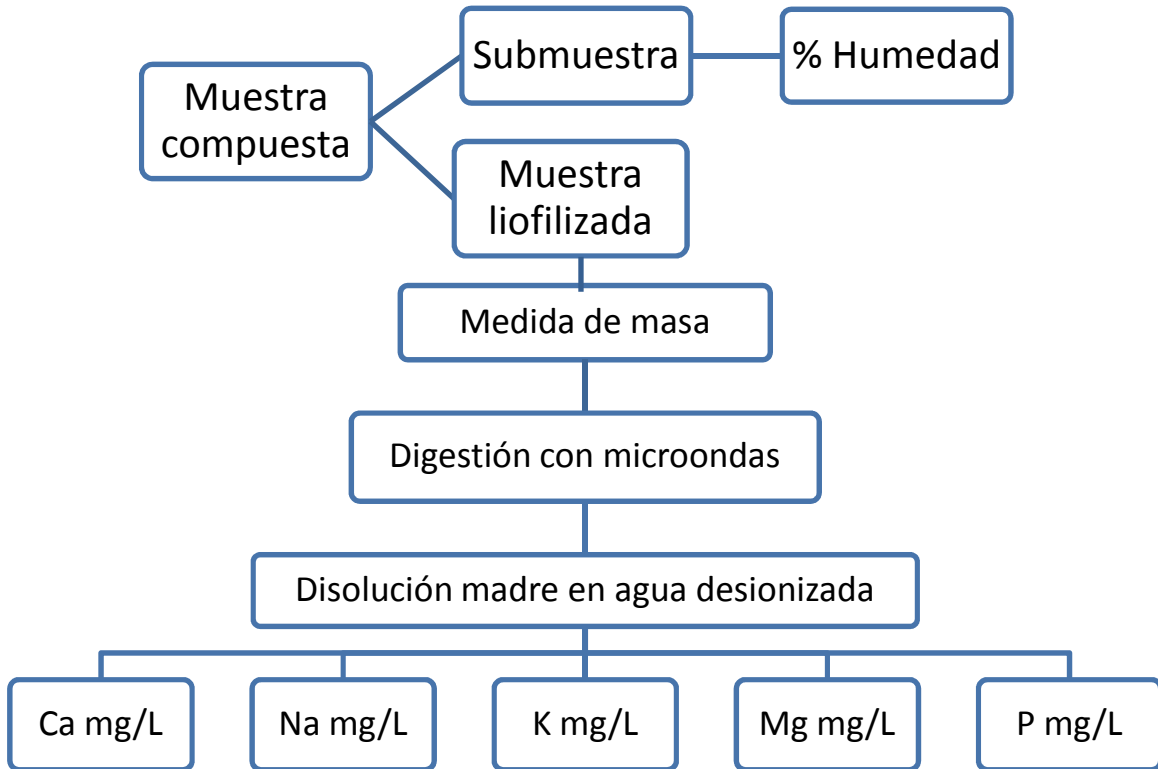 Submuestra
% Humedad
Muestra
compuesta
Muestra
liofilizada
Medida de masa
Digestión con microondas
Disolución madre en agua desionizada
Ca mg/L
Na mg/L
K mg/L
Mg mg/L
P mg/L